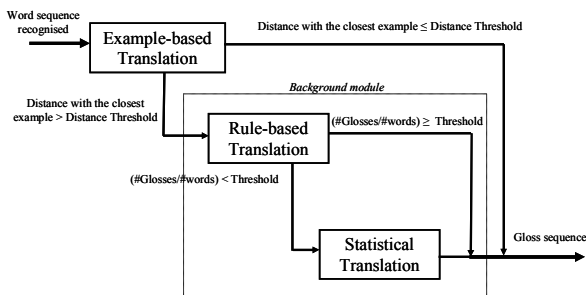 Word sequence
recognised
Example-based
Translation
Distance with the closest example ≤ Distance Threshold
Background module
Distance with the closest
example > Distance Threshold
Rule-based
Translation
(#Glosses/#words) ≥ Threshold
(#Glosses/#words) < Threshold
Statistical
Translation
Gloss sequence